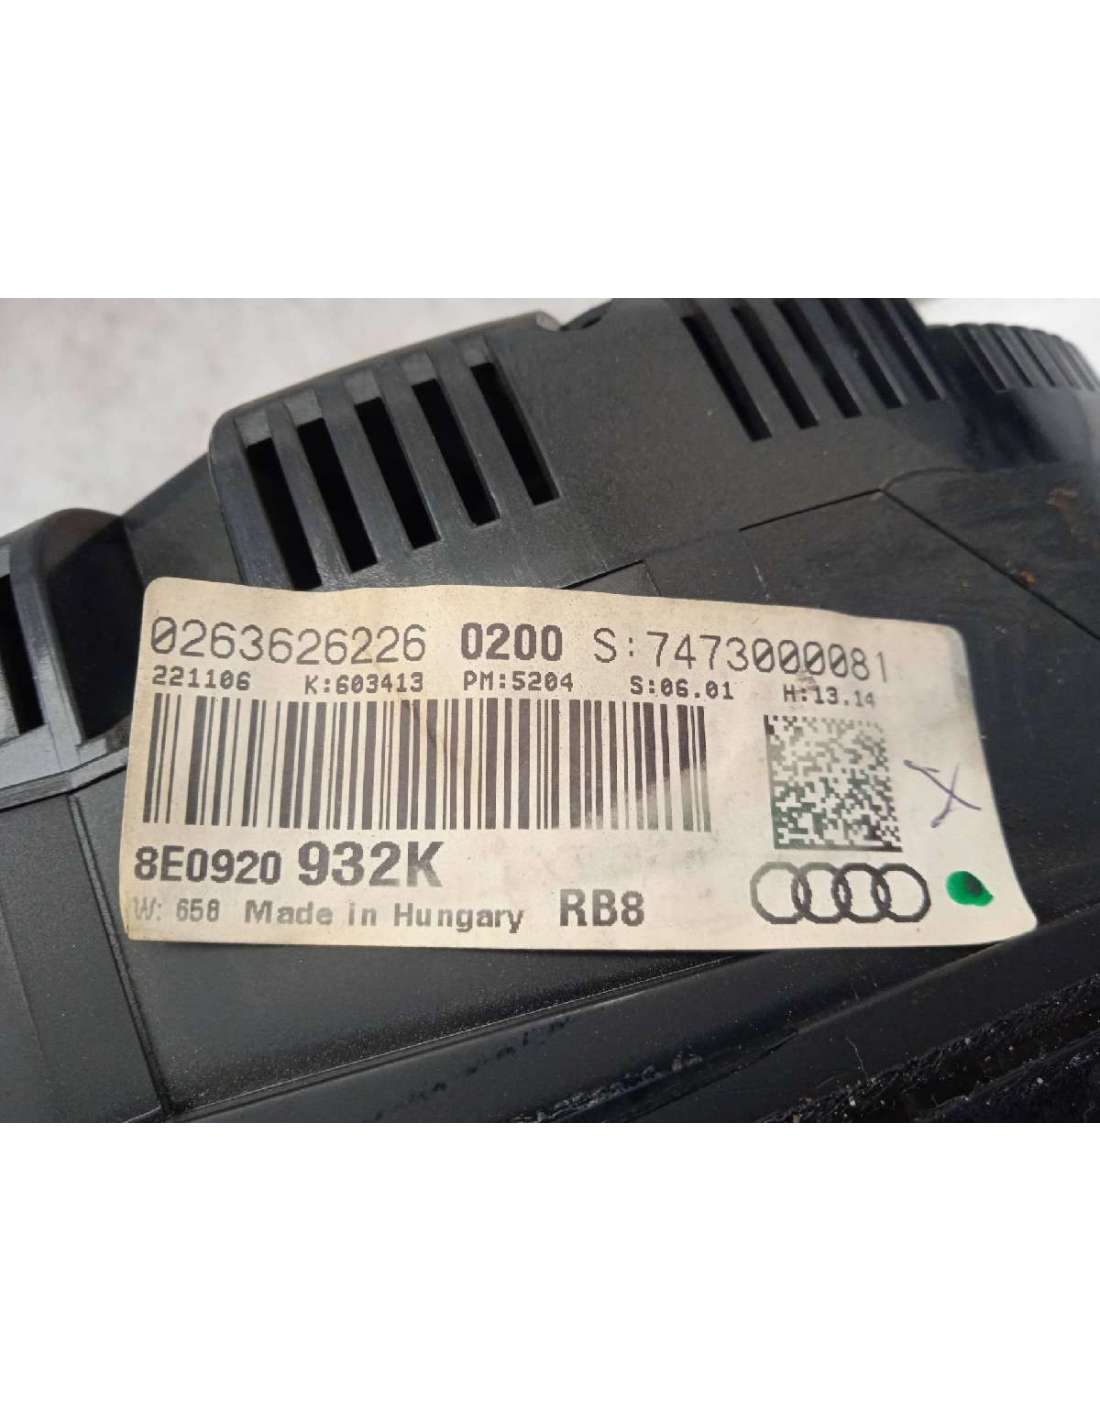 0263626226 0200 S:7473000081
221106 K:603413 PM:5204 S:06.01 H:13.14
8E0920 932K
W: 658 Made in Hungary RB8
X